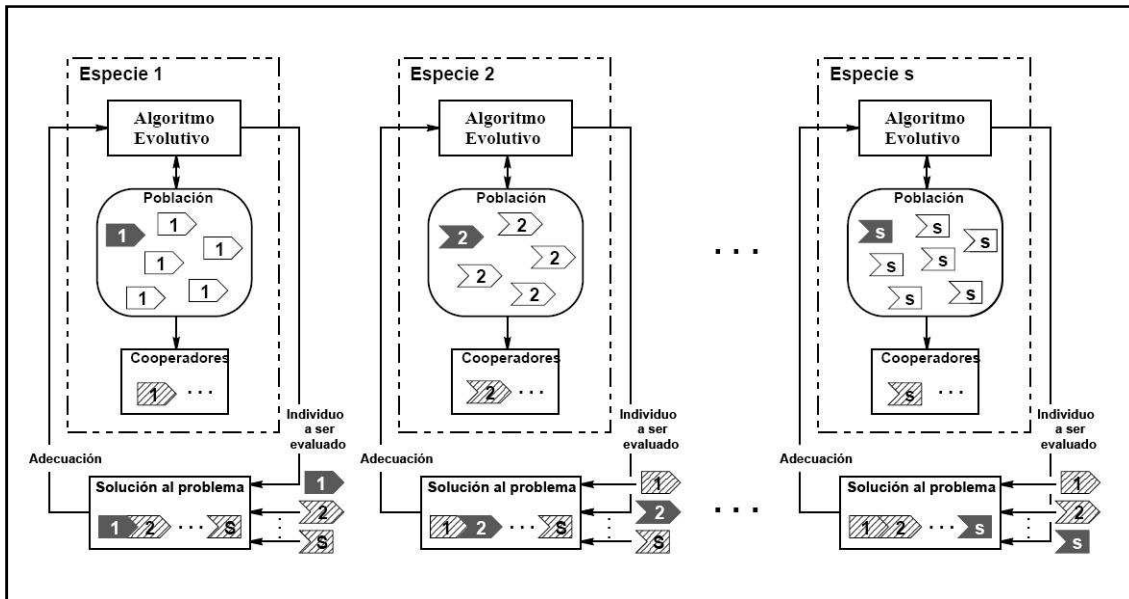 Especie 1
Algoritmo
Evolutivo
Población
1
1
1
1
1
1
Cooperadores
1 ...
Individuo
a ser
evaluado
Adecuación
Solución al problema
1 2 ... S
1
2
S
Especie 2
Algoritmo
Evolutivo
Población
2
2
2
2
2
Cooperadores
2 ...
Individuo
a ser
evaluado
Adecuación
Solución al problema
1 2 ... S
1
2
S
. . .
. . .
Especie s
Algoritmo
Evolutivo
Población
s
s
s
s
s
s
s
Cooperadores
s ...
Individuo
a ser
evaluado
Adecuación
Solución al problema
1 2 ... s
1
2
s